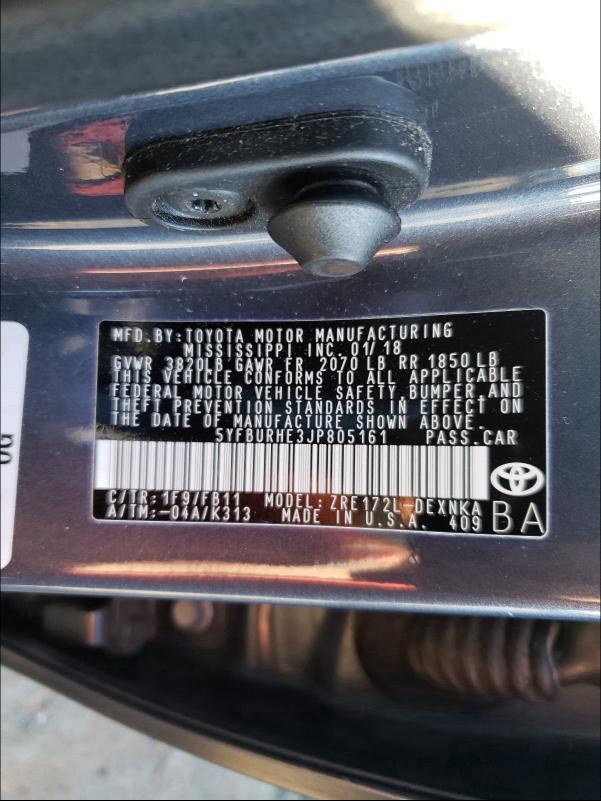 MFD.BY:TOYOTA MOTOR MANUFACTURING
MISSISSIPPI INC. 01/18
GVWR 3820LB GAWR FR 2070 LB RR 1850 LB
THIS VEHICLE CONFORMS TO ALL APPLICABLE
FEDERAL MOTOR VEHICLE SAFETY,BUMPER,AND
THEFT PREVENTION STANDARDS IN EFFECT ON
THE DATE OF MANUFACTURE SHOWN ABOVE.
5YFBURHE3JP805161 PASS.CAR
C/TR: 1F9/FB11 MODEL: ZRE172L-DEXNKA
A/TM:-04A/K313 MADE IN U.S.A. 409
BA